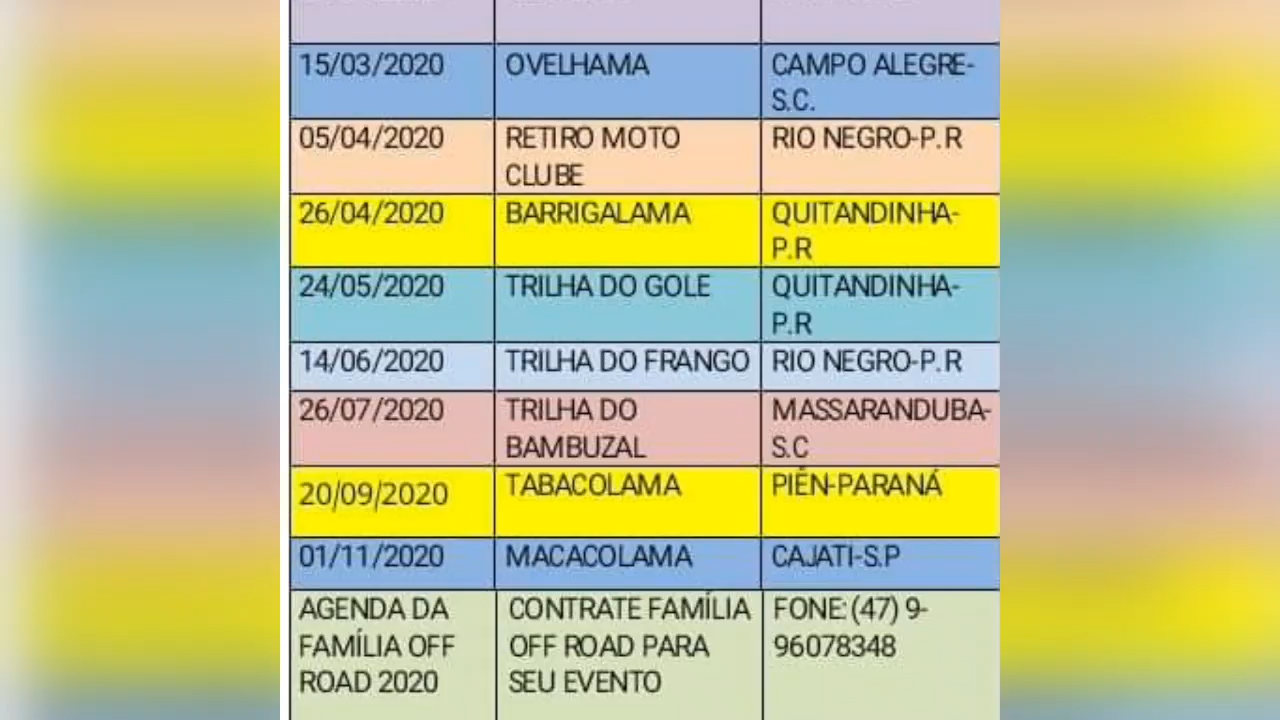 15/03/2020 OVELHAMA CAMPO ALEGRE-
S.C.
05/04/2020 RETIRO MOTO RIO NEGRO-P.R
CLUBE
26/04/2020 BARRIGALAMA QUITANDINHA-
P.R
24/05/2020 TRILHA DO GOLE QUITANDINHA-
P.R
14/06/2020 TRILHA DO FRANGO RIO NEGRO-P.R
26/07/2020 TRILHA DO MASSARANDUBA-
BAMBUZAL S.C
20/09/2020 TABACOLAMA PIÊN-PARANÁ
01/11/2020 MACACOLAMA CAJATI-S.P
AGENDA DA CONTRATE FAMÍLIA FONE: (47) 9-
FAMÍLIA OFF OFF ROAD PARA 96078348
ROAD 2020 SEU EVENTO